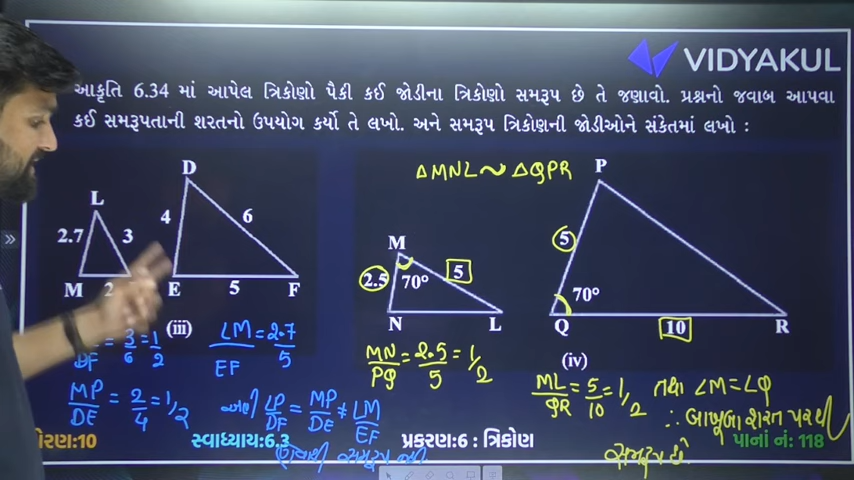 VIDYAKUL
આકૃતિ 6.34 માં આપેલ ત્રિકોણો પૈકી કઈ જોડીના ત્રિકોણો સમરૂપ છે તે જણાવો. પ્રશ્નનો જવાબ આપવા
કઈ સમરૂપતાની શરતનો ઉપયોગ કર્યો તે લખો. અને સમરૂપ ત્રિકોણની જોડીઓને સંકેતમાં લખો :
ΔMNL ~ ΔQPR
L
2.7
3
M
2
D
4
6
E
5
F
(iii)
M
2.5
70°
5
N
L
P
5
70°
Q
10
R
(iv)
DF = 3/6 = 1/2
LM/EF = 2.7/5
MP/DE = 2/4 = 1/2
LP/DF = MP/DE ≠ LM/EF
MN/PQ = 2.5/5 = 1/2
ML/QR = 5/10 = 1/2 તથા ∠M = ∠Q
∴ બાખૂબા શરત પરથી
સમરૂપ છે
ધોરણ:10
સ્વાધ્યાય:6.3
પ્રકરણ:6 : ત્રિકોણ
પાનાં નં: 118